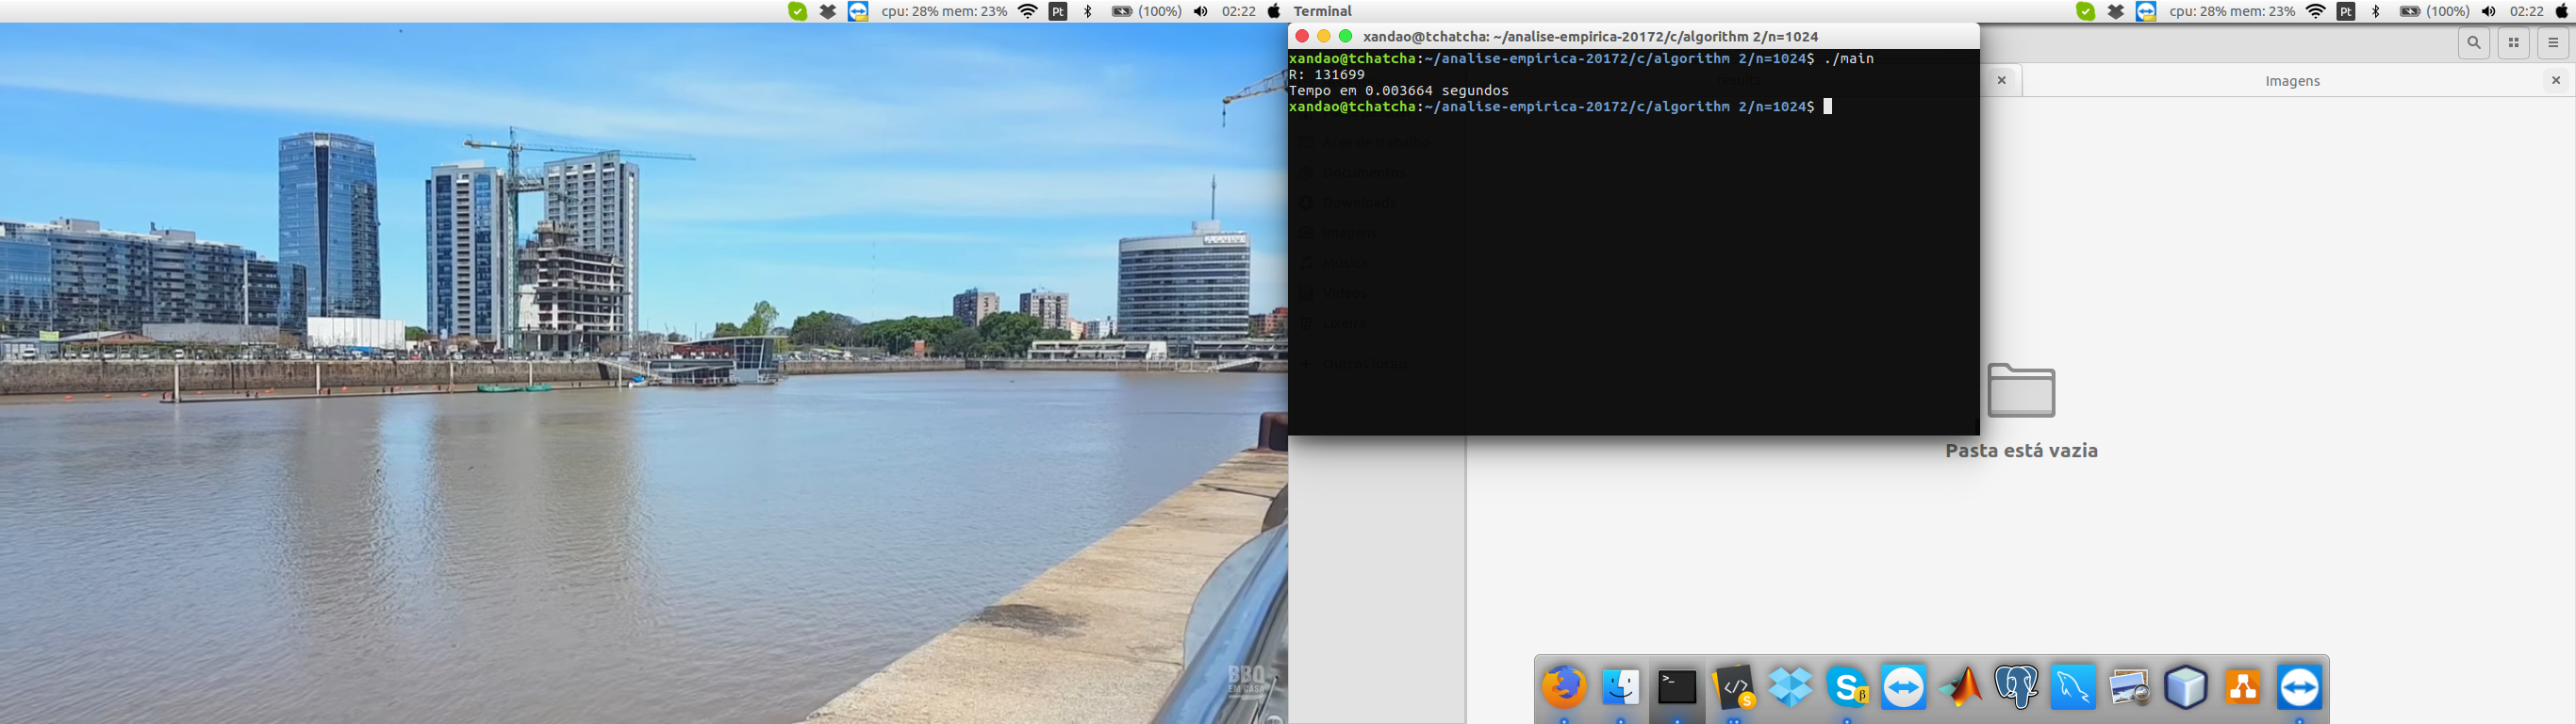 cpu: 28% mem: 23% Pt (100%) 02:22
Terminal
cpu: 28% mem: 23% Pt (100%) 02:22
xandao@tchatcha: ~/analise-empirica-20172/c/algorithm 2/n=1024
xandao@tchatcha:~/analise-empirica-20172/c/algorithm 2/n=1024$ ./main
R: 131699
Tempo em 0.003664 segundos
xandao@tchatcha:~/analise-empirica-20172/c/algorithm 2/n=1024$
Imagens
Área de trabalho
Documentos
Downloads
Imagens
Música
Vídeos
Lixeira
+ Outros locais
Pasta está vazia
BBQ
EM CASA